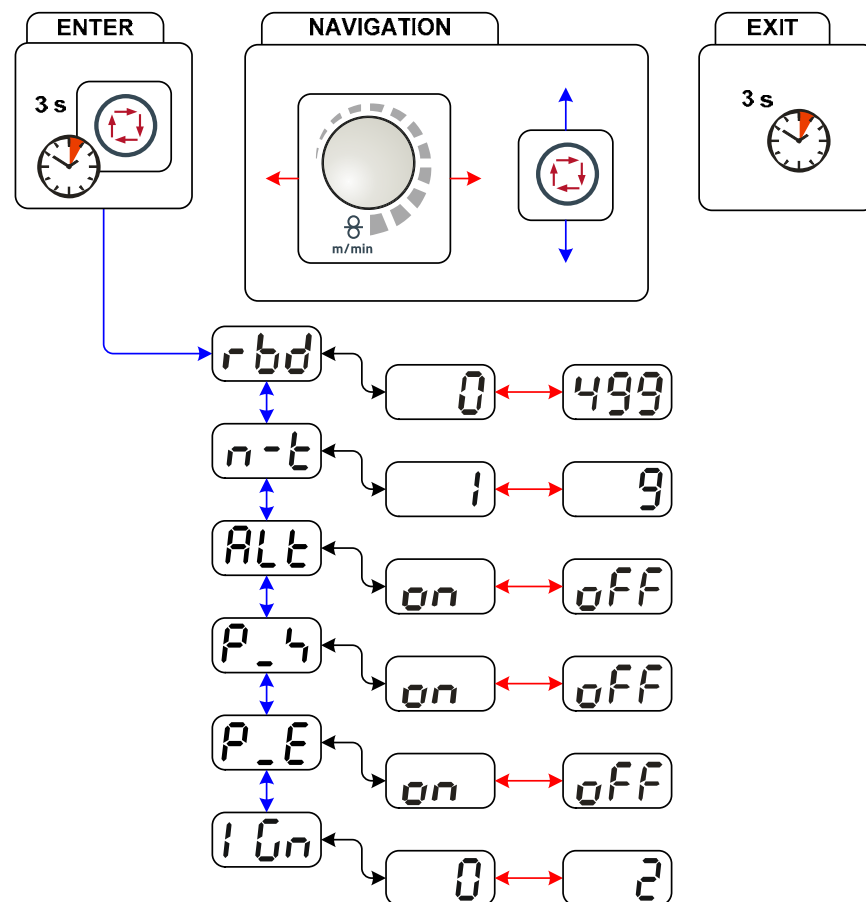 ENTER NAVIGATION EXIT
3 s 3 s
m/min
rbd
0 499
n-t
1 9
ALt
on oFF
P_4
on oFF
P_E
on oFF
IGn
0 2